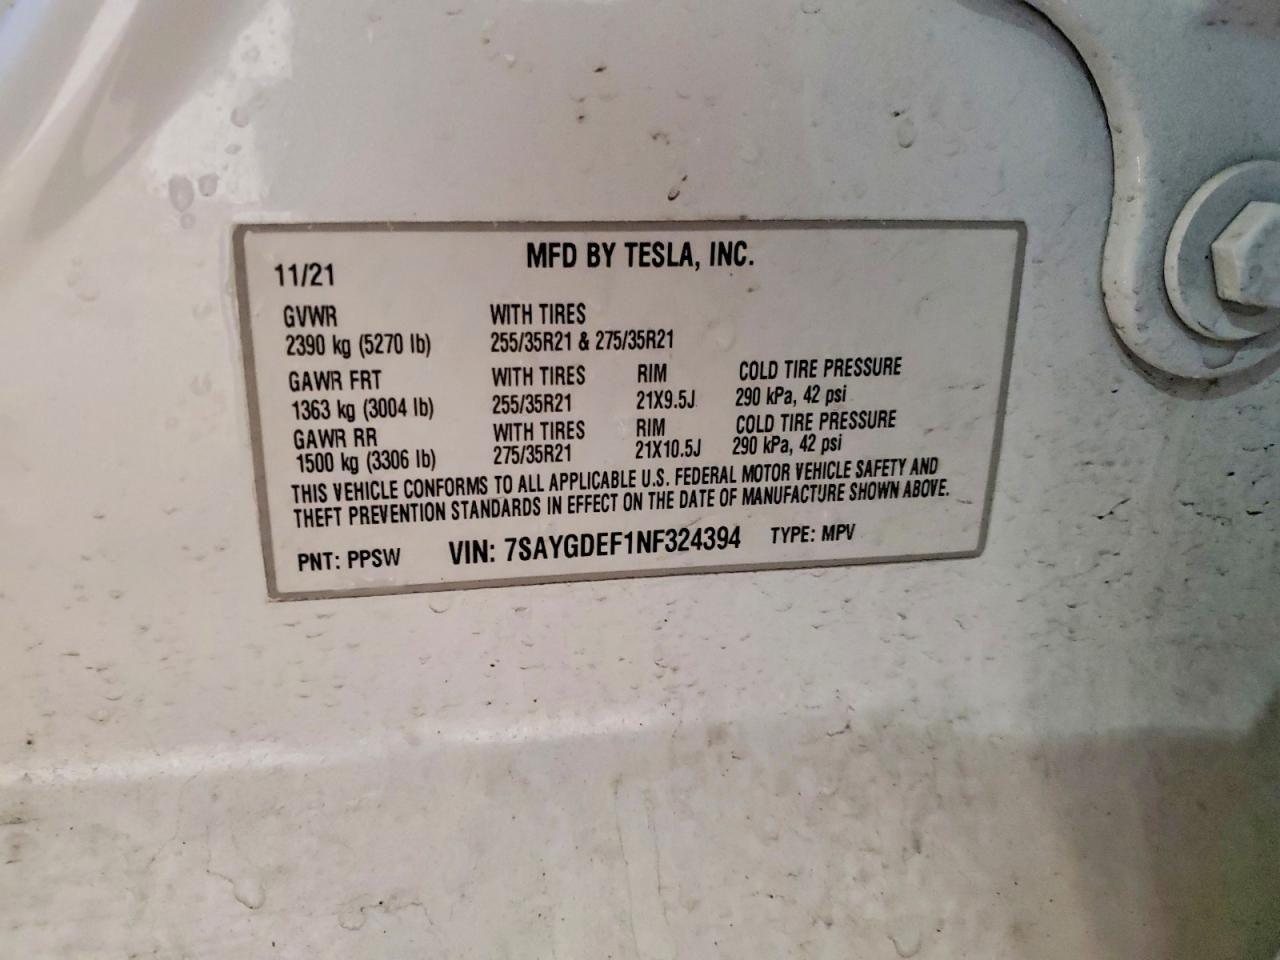 MFD BY TESLA, INC.
11/21
GVWR WITH TIRES
2390 kg (5270 lb) 255/35R21 & 275/35R21
GAWR FRT WITH TIRES RIM COLD TIRE PRESSURE
1363 kg (3004 lb) 255/35R21 21X9.5J 290 kPa, 42 psi
GAWR RR WITH TIRES RIM COLD TIRE PRESSURE
1500 kg (3306 lb) 275/35R21 21X10.5J 290 kPa, 42 psi
THIS VEHICLE CONFORMS TO ALL APPLICABLE U.S. FEDERAL MOTOR VEHICLE SAFETY AND
THEFT PREVENTION STANDARDS IN EFFECT ON THE DATE OF MANUFACTURE SHOWN ABOVE.
PNT: PPSW VIN: 7SAYGDEF1NF324394 TYPE: MPV